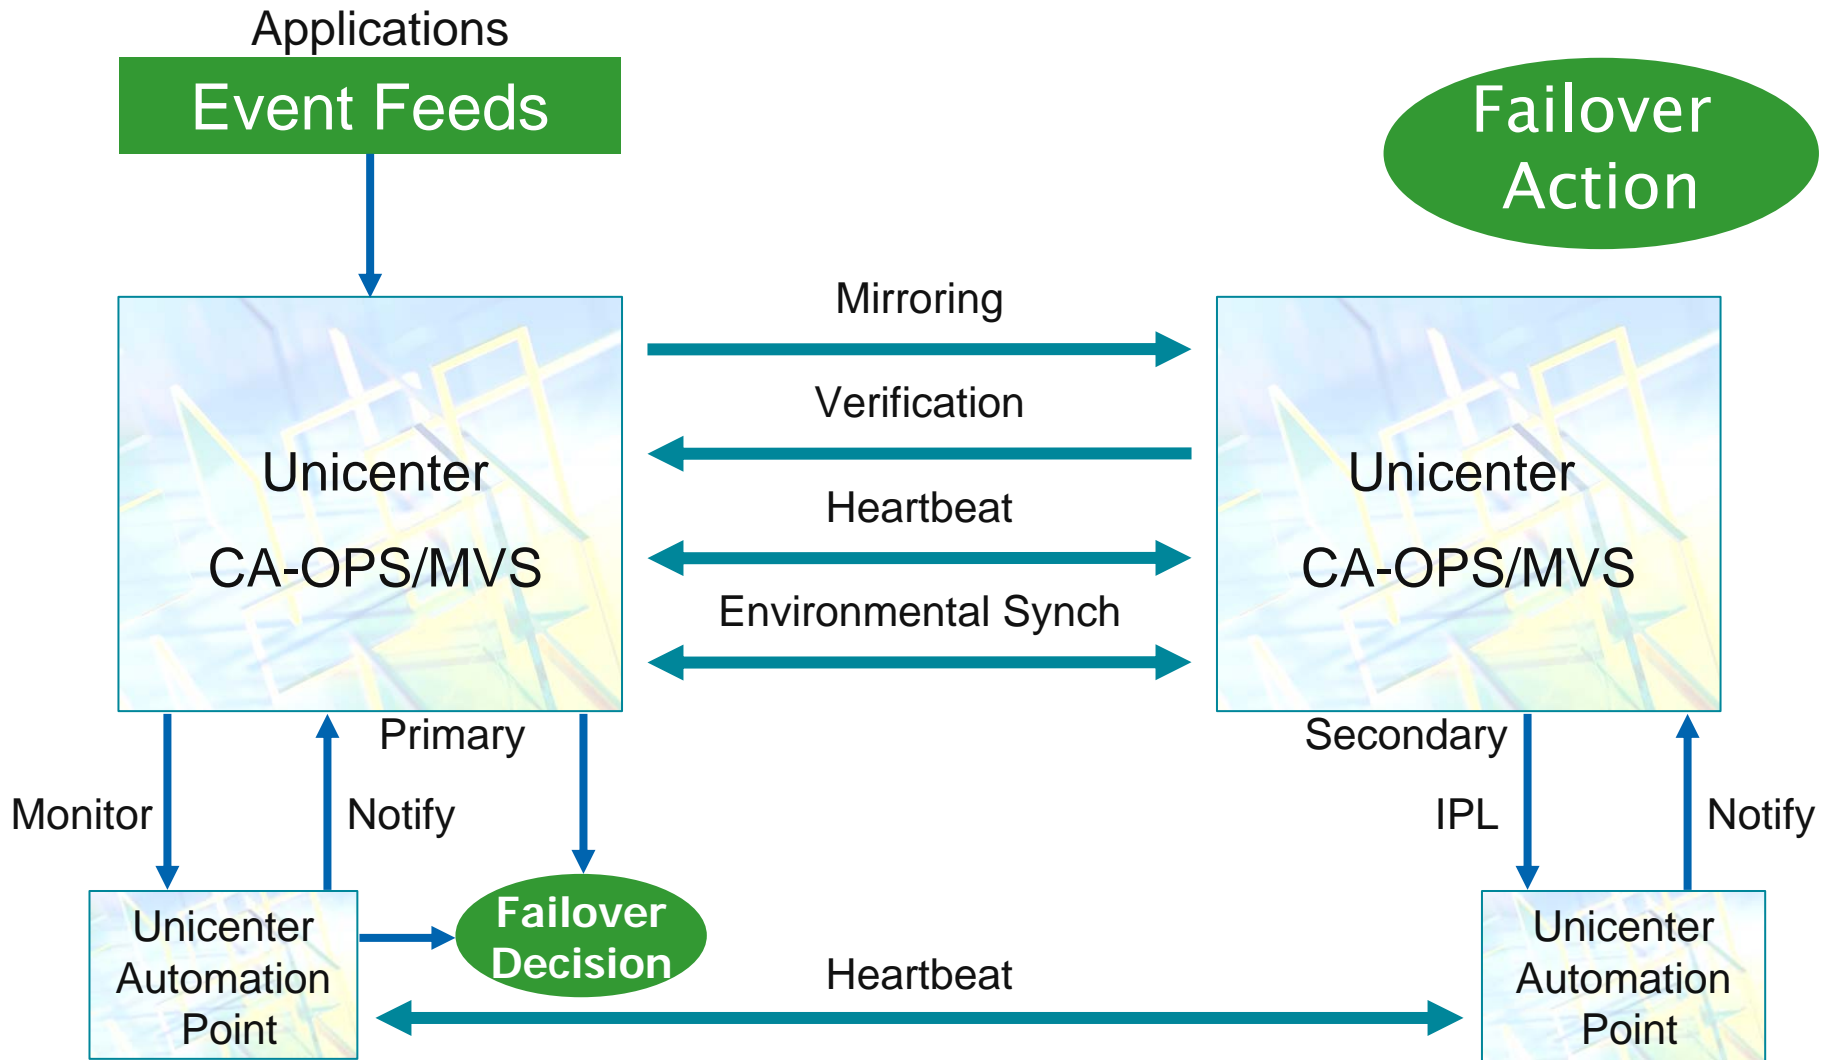 Applications
Event Feeds
Failover
Action
Mirroring
Verification
Heartbeat
Environmental Synch
Unicenter
CA-OPS/MVS
Unicenter
CA-OPS/MVS
Primary
Secondary
Monitor
Notify
IPL
Notify
Unicenter
Automation
Point
Failover
Decision
Heartbeat
Unicenter
Automation
Point